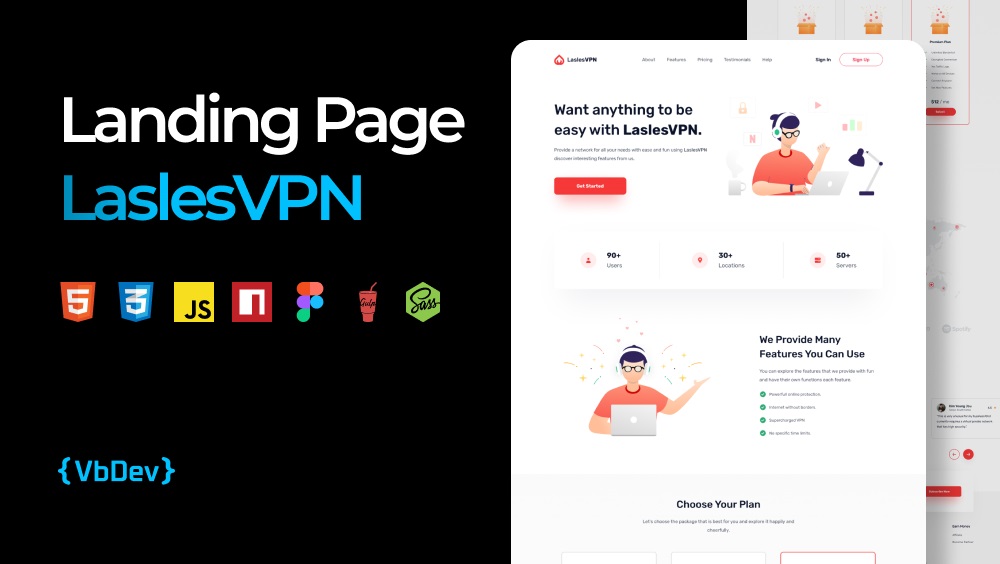 Landing Page
LaslesVPN
5
3
JS
Gulp
Sass
{VbDev}
LaslesVPN
About
Features
Pricing
Testimonials
Help
Sign In
Sign Up
Want anything to be
easy with LaslesVPN.
Provide a network for all your needs with ease and fun using LaslesVPN
discover interesting features from us.
Get Started
N
90+
Users
30+
Locations
50+
Servers
We Provide Many
Features You Can Use
You can explore the features that we provide with fun
and have their own functions each feature.
Powerfull online protection.
Internet without borders.
Supercharged VPN
No specific time limits.
Choose Your Plan
Let's choose the package that is best for you and explore it happily and
cheerfully.
Premium Plan
$12 / mo
Spotify